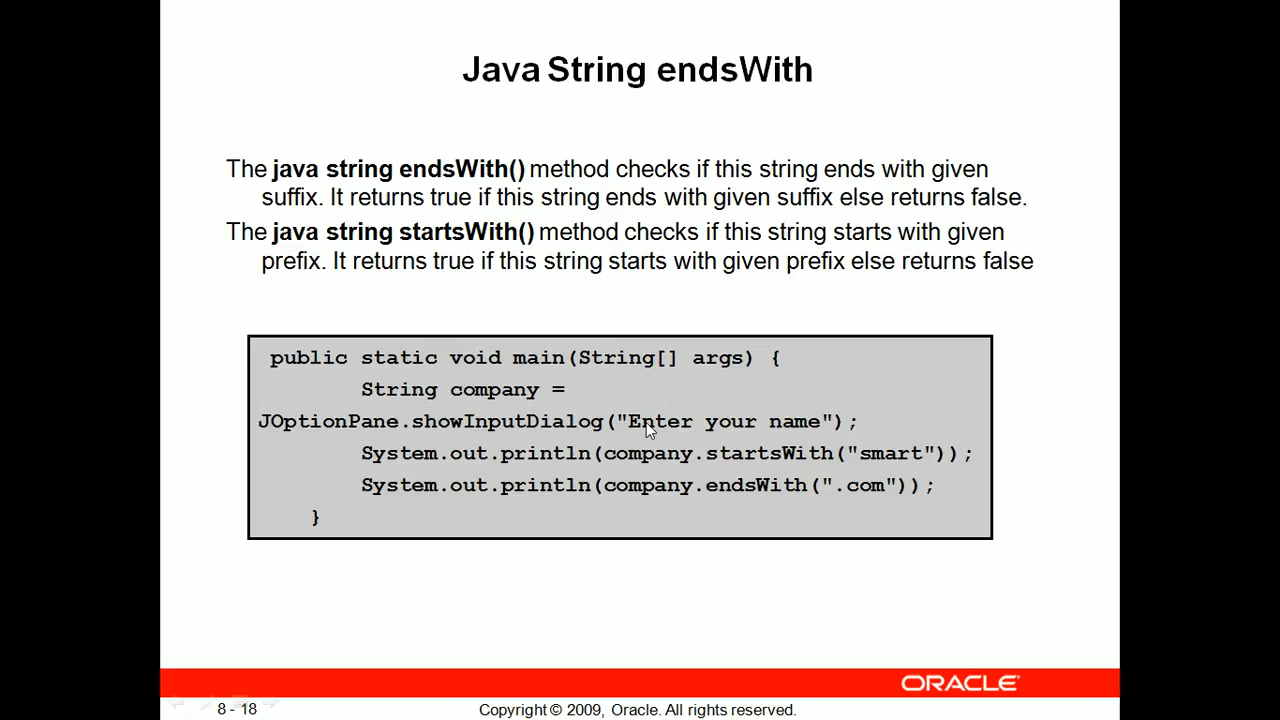 Java String endsWith
The java string endsWith() method checks if this string ends with given
suffix. It returns true if this string ends with given suffix else returns false.
The java string startsWith() method checks if this string starts with given
prefix. It returns true if this string starts with given prefix else returns false
public static void main(String[] args) {
String company =
JOptionPane.showInputDialog("Enter your name");
System.out.println(company.startsWith("smart"));
System.out.println(company.endsWith(".com"));
}
ORACLE
8 - 18
Copyright © 2009, Oracle. All rights reserved.